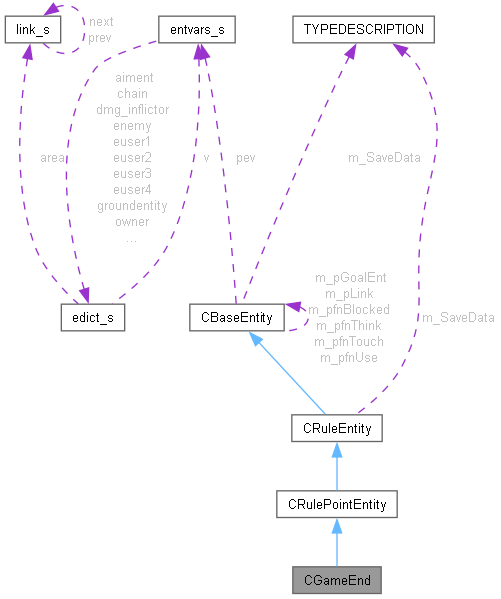 link_s
next
prev
entvars_s
TYPEDESCRIPTION
aiment
chain
dmg_inflictor
enemy
euser1
euser2
euser3
euser4
groundentity
owner
...
area
v
pev
m_SaveData
edict_s
CBaseEntity
m_pGoalEnt
m_pLink
m_pfnBlocked
m_pfnThink
m_pfnTouch
m_pfnUse
m_SaveData
CRuleEntity
CRulePointEntity
CGameEnd